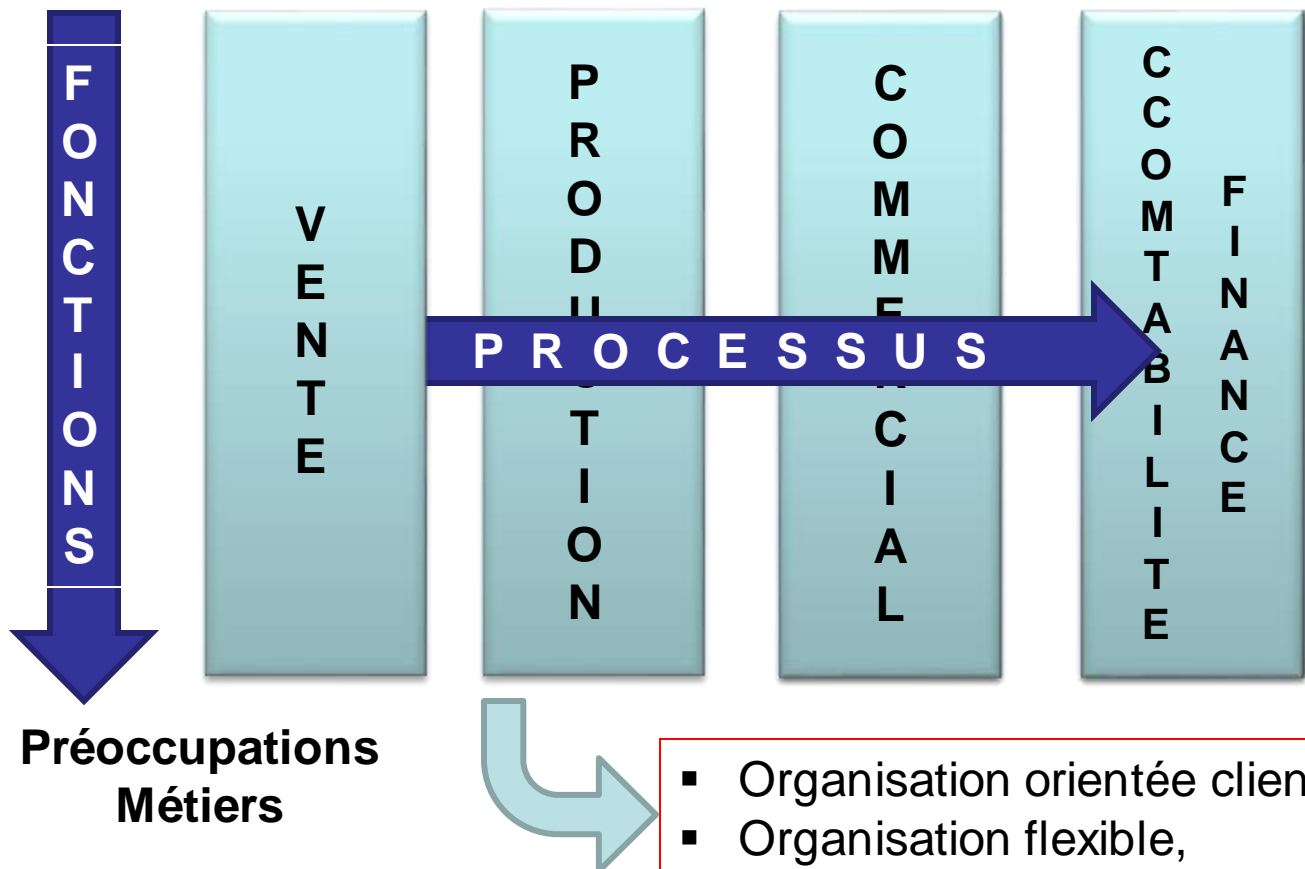 FONCTIONS
VENTE
PRODUCTION
COMMERCIAL
CCOMTABILITE
FINANCE
PROCESSUS
Préoccupations
Métiers
▪ Organisation orientée clien
▪ Organisation flexible,